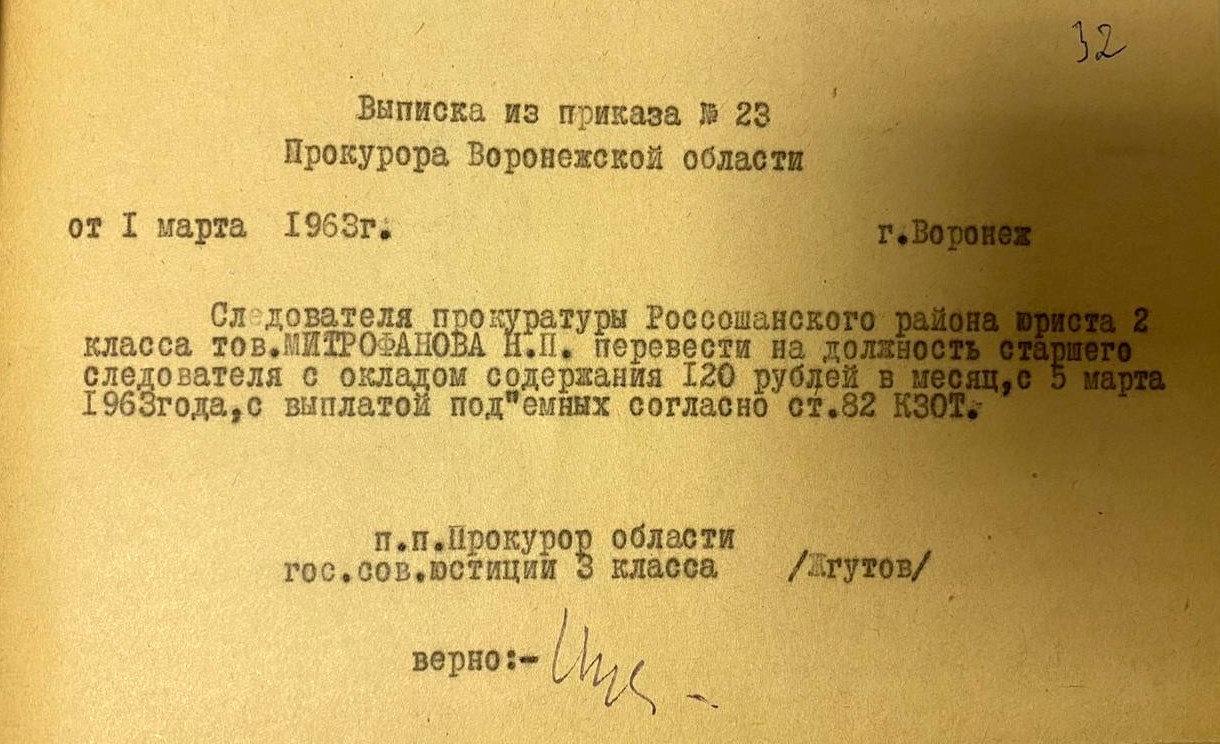 32
Выписка из приказа № 23
Прокурора Воронежской области
от I марта 1963г. г.Воронеж
Следователя прокуратуры Россошанского района юриста 2
класса тов.МИТРОФАНОВА Н.П. перевести на должность старшего
следователя с окладом содержания I20 рублей в месяц,с 5 марта
I963года,с выплатой под"емных согласно ст.82 КЗОТ.
п.п.Прокурор области
гос.сов.юстиции 3 класса /Жгутов/
верно:-